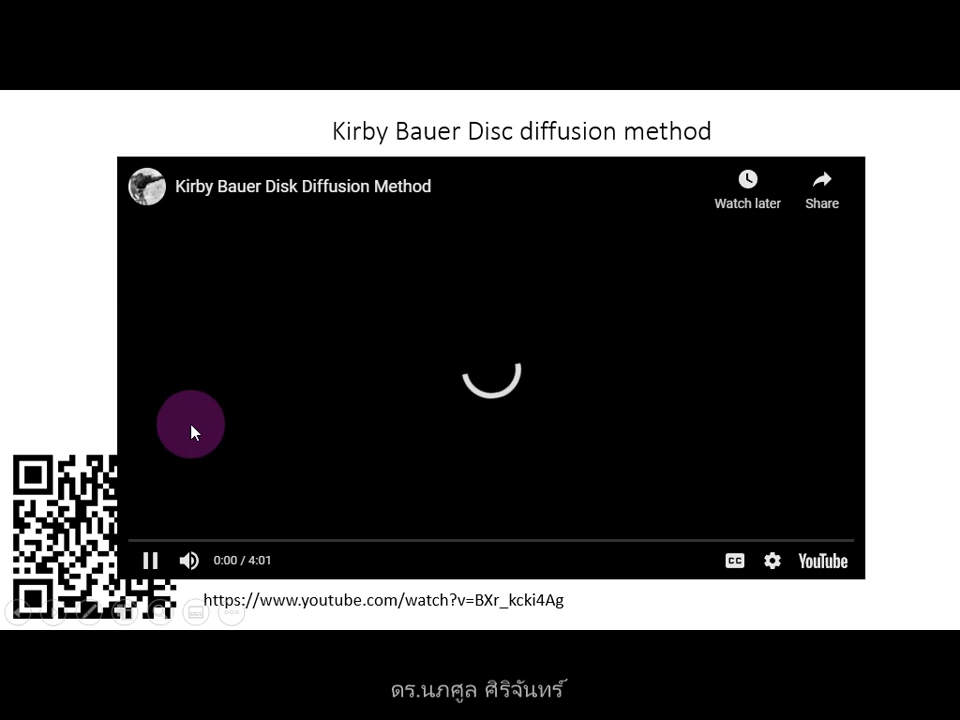 Kirby Bauer Disc diffusion method
Kirby Bauer Disk Diffusion Method
Watch later
Share
0:00 / 4:01
CC
YouTube
https://www.youtube.com/watch?v=BXr_kcki4Ag
ดร.นภศูล ศิริจันทร์